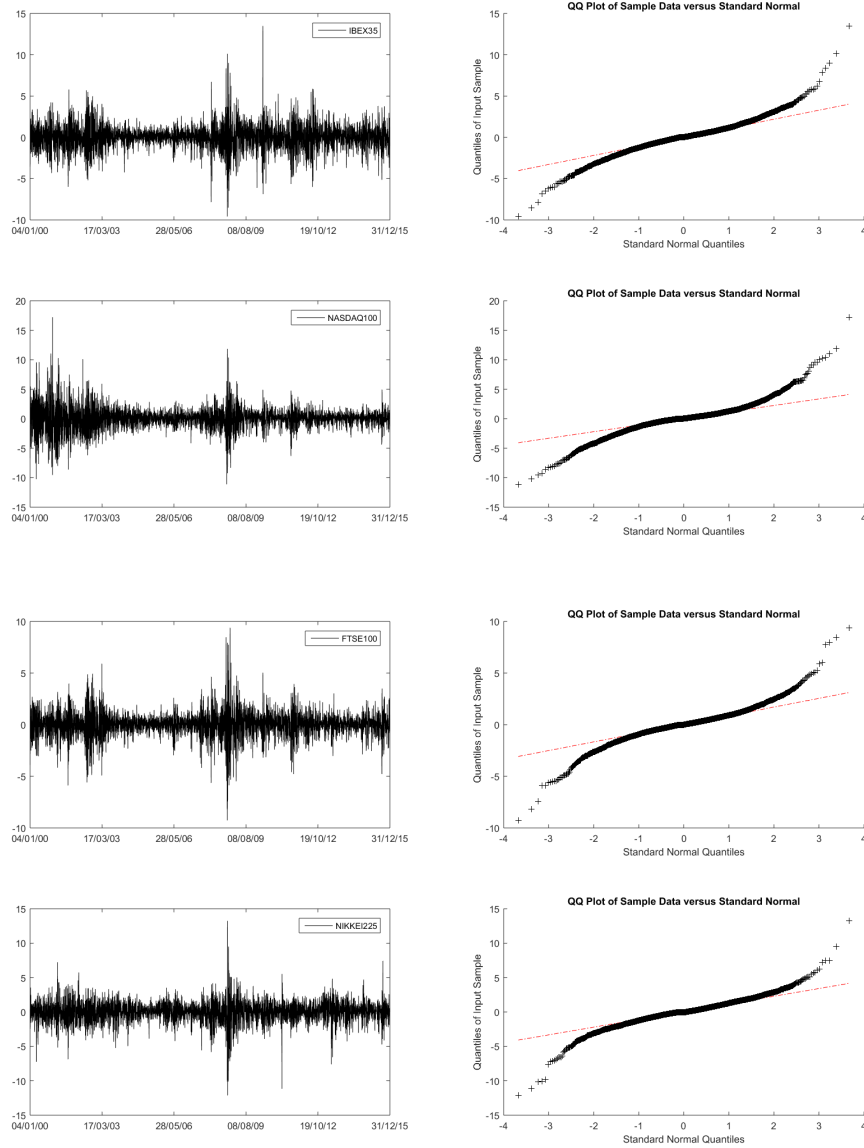 IBEX35
15
10
5
0
-5
-10
04/01/00 17/03/03 28/05/06 08/08/09 19/10/12 31/12/15
QQ Plot of Sample Data versus Standard Normal
Quantiles of Input Sample
15
10
5
0
-5
-10
-4 -3 -2 -1 0 1 2 3 4
Standard Normal Quantiles
NASDAQ100
20
15
10
5
0
-5
-10
-15
04/01/00 17/03/03 28/05/06 08/08/09 19/10/12 31/12/15
QQ Plot of Sample Data versus Standard Normal
Quantiles of Input Sample
20
15
10
5
0
-5
-10
-15
-4 -3 -2 -1 0 1 2 3 4
Standard Normal Quantiles
FTSE100
10
5
0
-5
-10
04/01/00 17/03/03 28/05/06 08/08/09 19/10/12 31/12/15
QQ Plot of Sample Data versus Standard Normal
Quantiles of Input Sample
10
5
0
-5
-10
-4 -3 -2 -1 0 1 2 3 4
Standard Normal Quantiles
NIKKEI225
15
10
5
0
-5
-10
-15
04/01/00 17/03/03 28/05/06 08/08/09 19/10/12 31/12/15
QQ Plot of Sample Data versus Standard Normal
Quantiles of Input Sample
15
10
5
0
-5
-10
-15
-4 -3 -2 -1 0 1 2 3 4
Standard Normal Quantiles